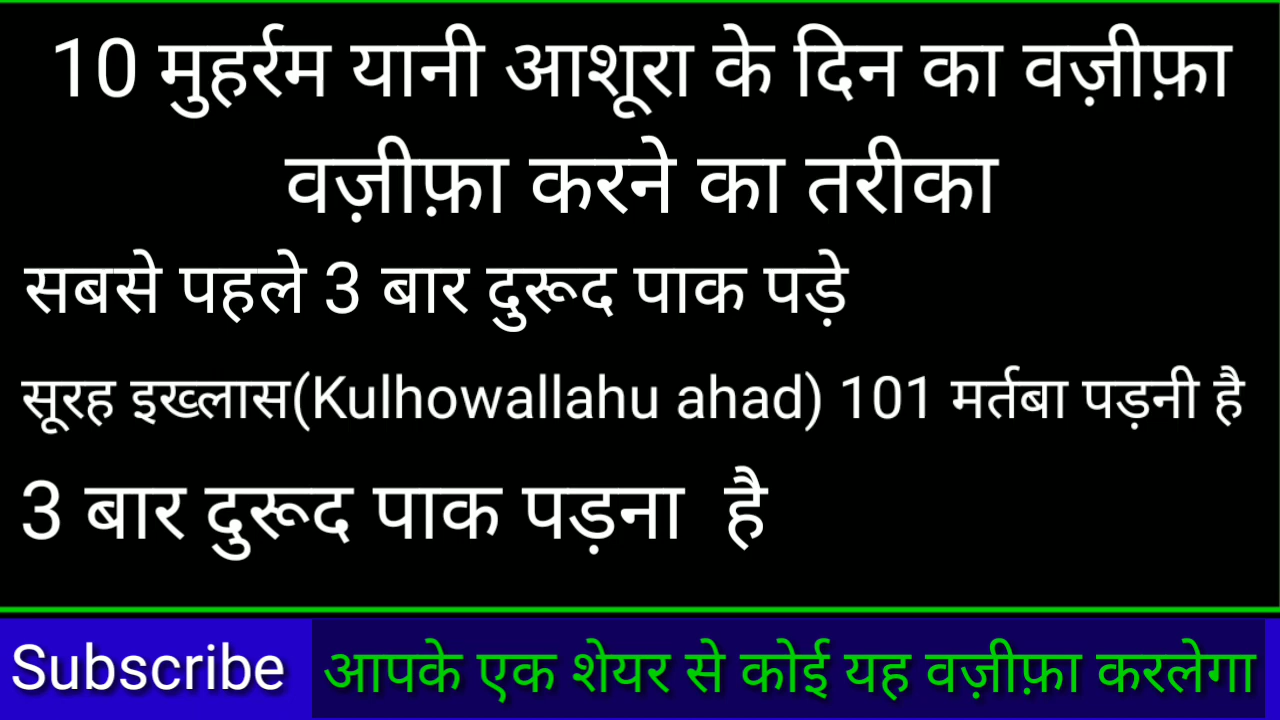 10 मुहर्रम यानी आशूरा के दिन का वज़ीफ़ा
वज़ीफ़ा करने का तरीका
सबसे पहले 3 बार दुरूद पाक पड़े
सूरह इख्लास(Kulhowallahu ahad) 101 मर्तबा पड़नी है
3 बार दुरूद पाक पड़ना है
Subscribe आपके एक शेयर से कोई यह वज़ीफ़ा करलेगा